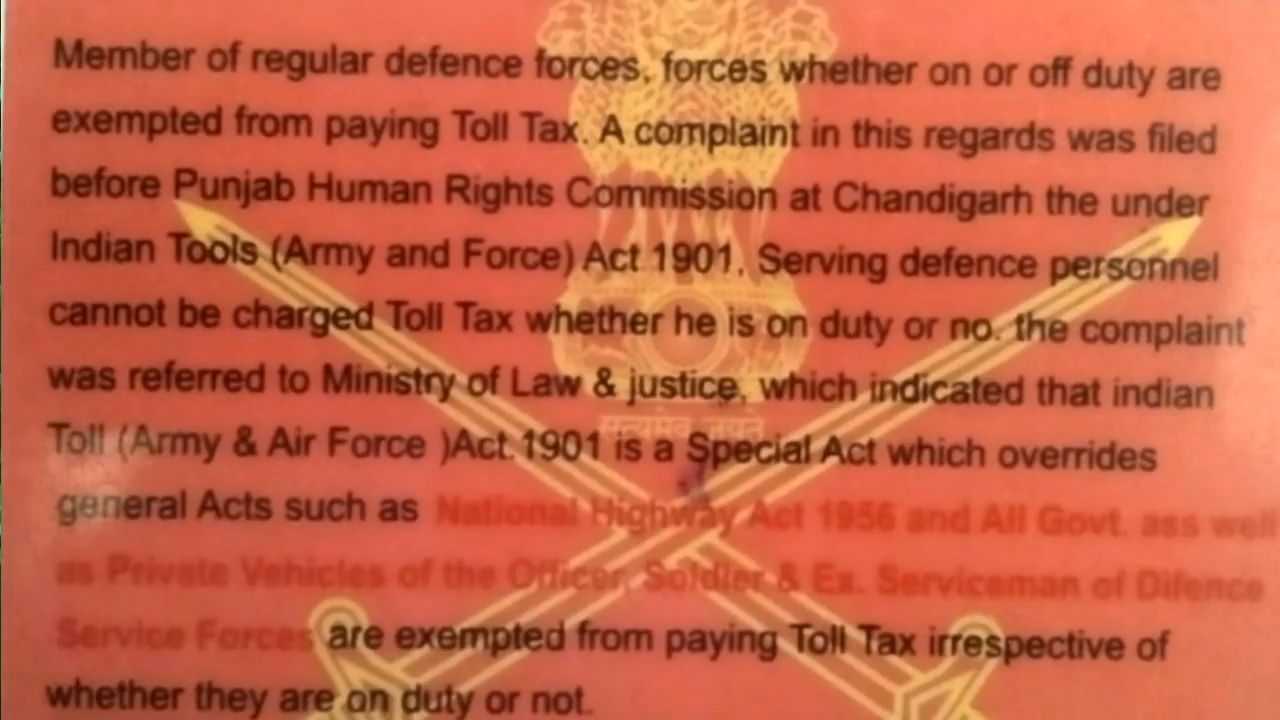 Member of regular defence forces, forces whether on or off duty are
exempted from paying Toll Tax. A complaint in this regards was filed
before Punjab Human Rights Commission at Chandigarh the under
Indian Tools (Army and Force) Act 1901. Serving defence personnel
cannot be charged Toll Tax whether he is on duty or no. the complaint
was referred to Ministry of Law & justice, which indicated that indian
Toll (Army & Air Force )Act.1901 is a Special Act which overrides
general Acts such as National Highway Act 1956 and All Govt. ass well
as Private Vehicles of the Officer, Soldier & Ex. Serviceman of Difence
Service Forces are exempted from paying Toll Tax irrespective of
whether they are on duty or not.
सत्यमेव जयते